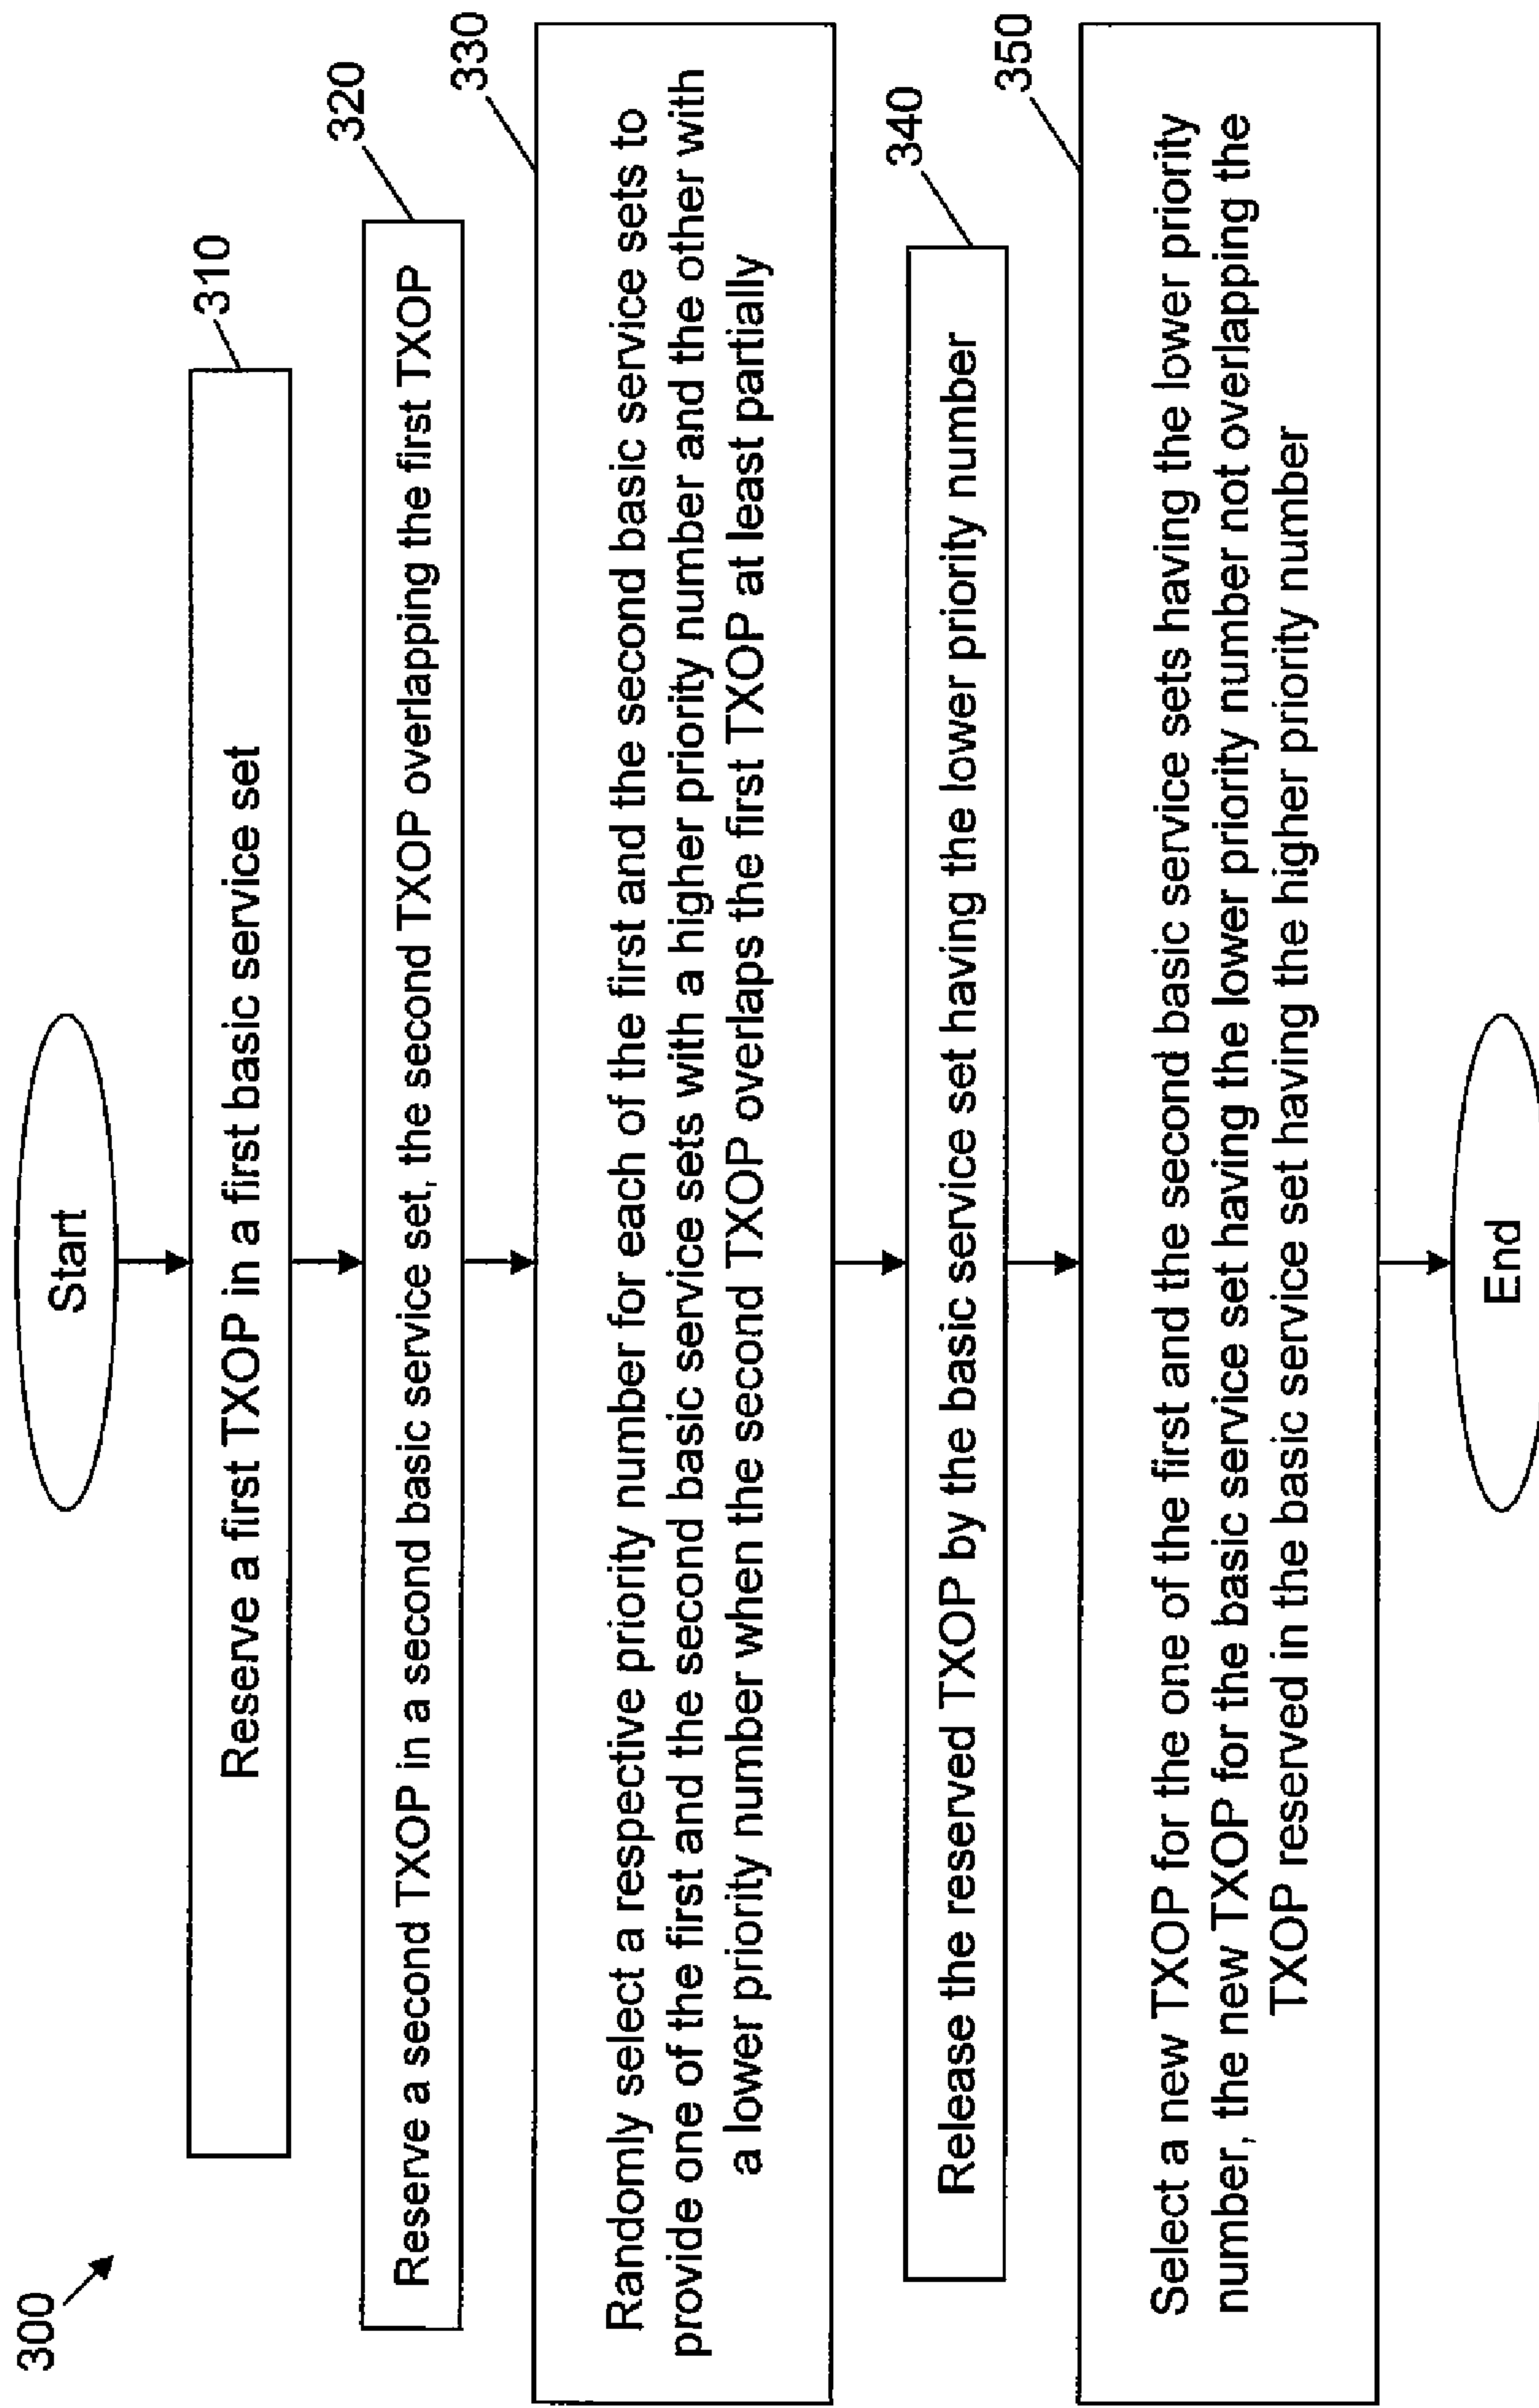 300
Start
310
Reserve a first TXOP in a first basic service set
320
Reserve a second TXOP in a second basic service set, the second TXOP overlapping the first TXOP
330
Randomly select a respective priority number for each of the first and the second basic service sets to
provide one of the first and the second basic service sets with a higher priority number and the other with
a lower priority number when the second TXOP overlaps the first TXOP at least partially
340
Release the reserved TXOP by the basic service set having the lower priority number
350
Select a new TXOP for the one of the first and the second basic service sets having the lower priority
number, the new TXOP for the basic service set having the lower priority number not overlapping the
TXOP reserved in the basic service set having the higher priority number
End